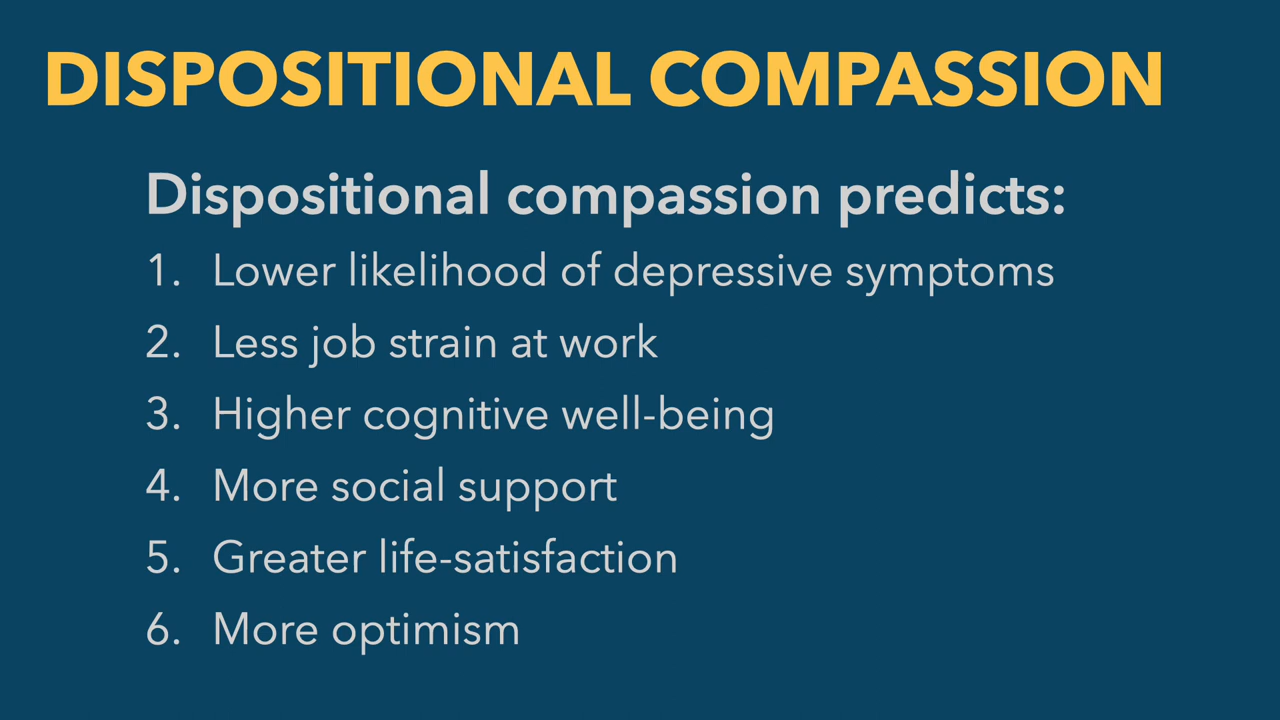 DISPOSITIONAL COMPASSION
Dispositional compassion predicts:
1. Lower likelihood of depressive symptoms
2. Less job strain at work
3. Higher cognitive well-being
4. More social support
5. Greater life-satisfaction
6. More optimism